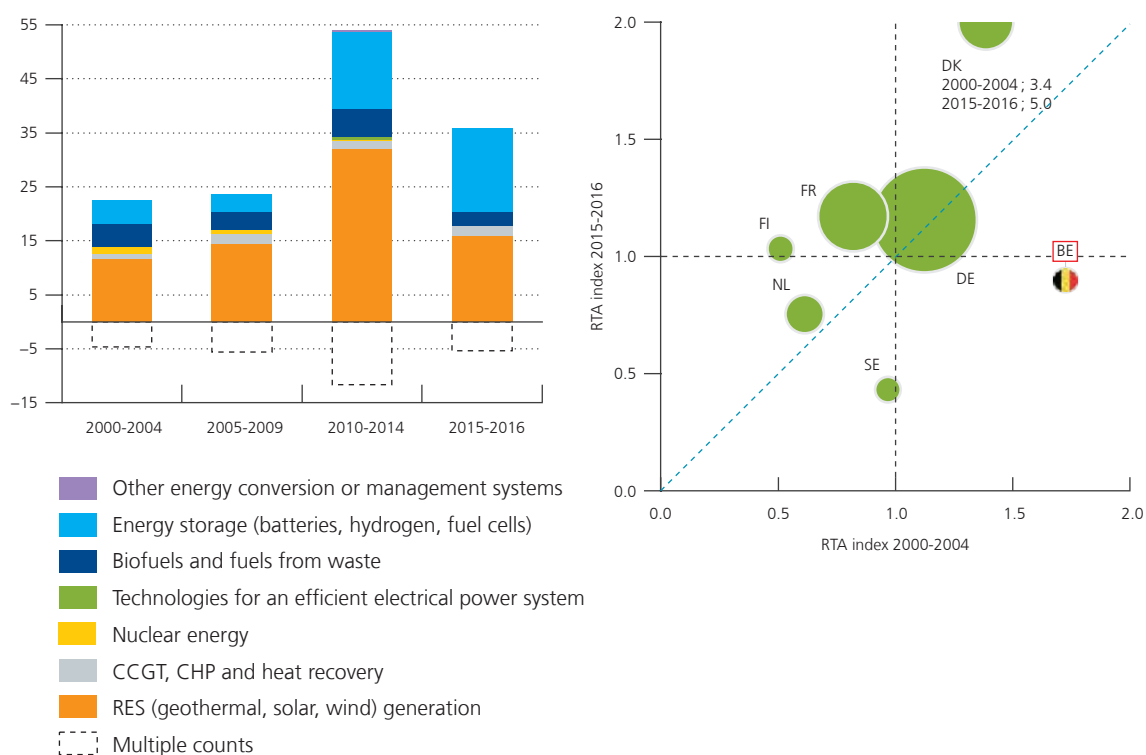 55
45
35
25
15
5
–5
–15
2000-2004
2005-2009
2010-2014
2015-2016
Other energy conversion or management systems
Energy storage (batteries, hydrogen, fuel cells)
Biofuels and fuels from waste
Technologies for an efficient electrical power system
Nuclear energy
CCGT, CHP and heat recovery
RES (geothermal, solar, wind) generation
Multiple counts
RTA index 2015-2016
2.0
1.5
1.0
0.5
0.0
DK
2000-2004 ; 3.4
2015-2016 ; 5.0
FR
FI
BE
NL
DE
SE
0.0
0.5
1.0
1.5
2.0
RTA index 2000-2004